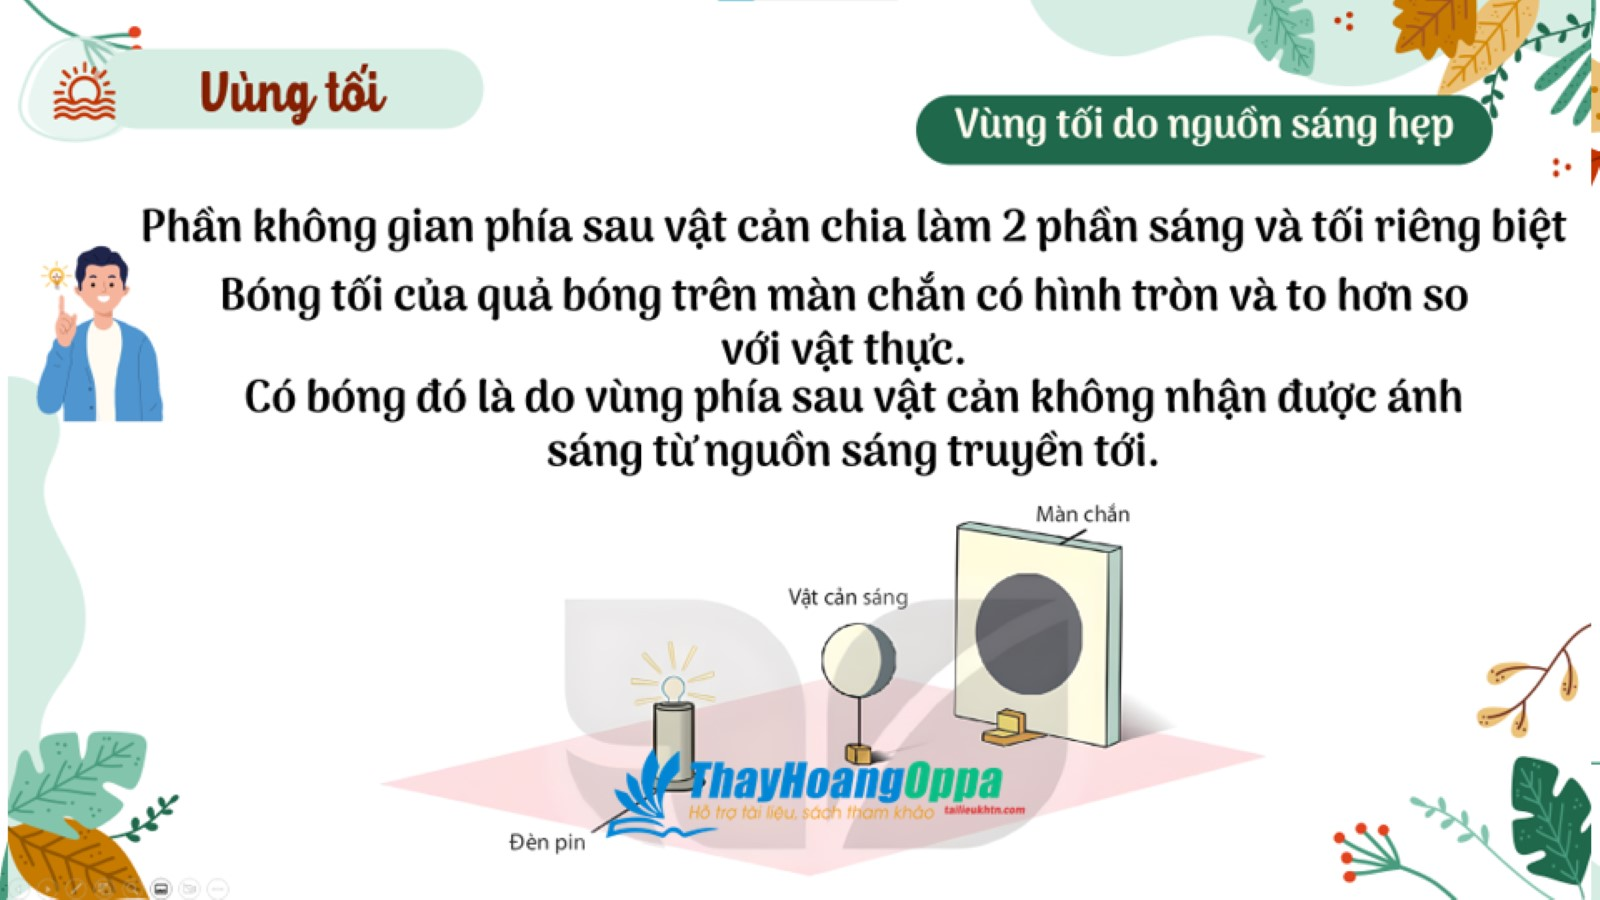 Vùng tối
Vùng tối do nguồn sáng hẹp
Phần không gian phía sau vật cản chia làm 2 phần sáng và tối riêng biệt
Bóng tối của quả bóng trên màn chắn có hình tròn và to hơn so
với vật thực.
Có bóng đó là do vùng phía sau vật cản không nhận được ánh
sáng từ nguồn sáng truyền tới.
Màn chắn
Vật cản sáng
ThayHoangOppa
Hỗ trợ tài liệu, sách tham khảo tailieukhtn.com
Đèn pin